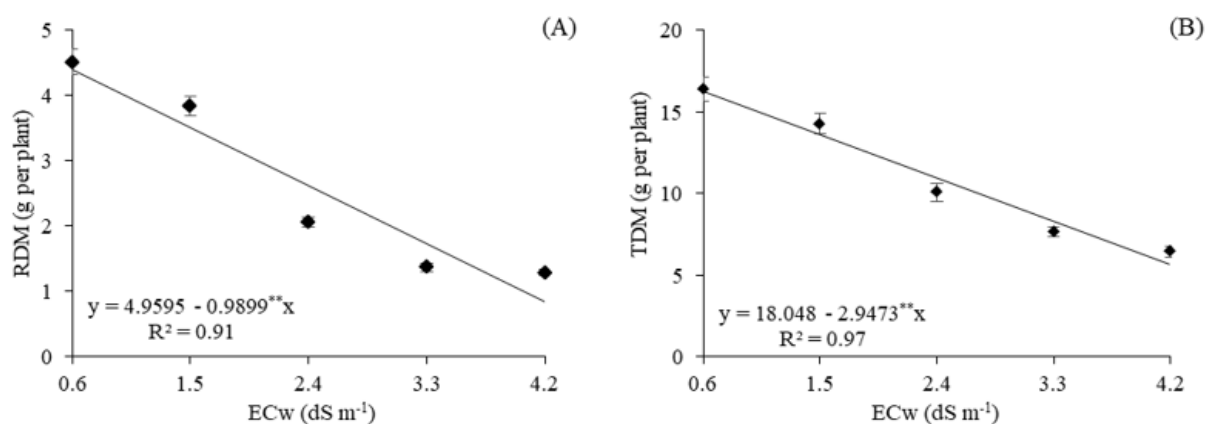 (A)
5
4
3
2
1
0
RDM (g per plant)
y = 4.9595 - 0.9899**x
R² = 0.91
0.6 1.5 2.4 3.3 4.2
ECw (dS m⁻¹)
(B)
20
15
10
5
0
TDM (g per plant)
y = 18.048 - 2.9473**x
R² = 0.97
0.6 1.5 2.4 3.3 4.2
ECw (dS m⁻¹)